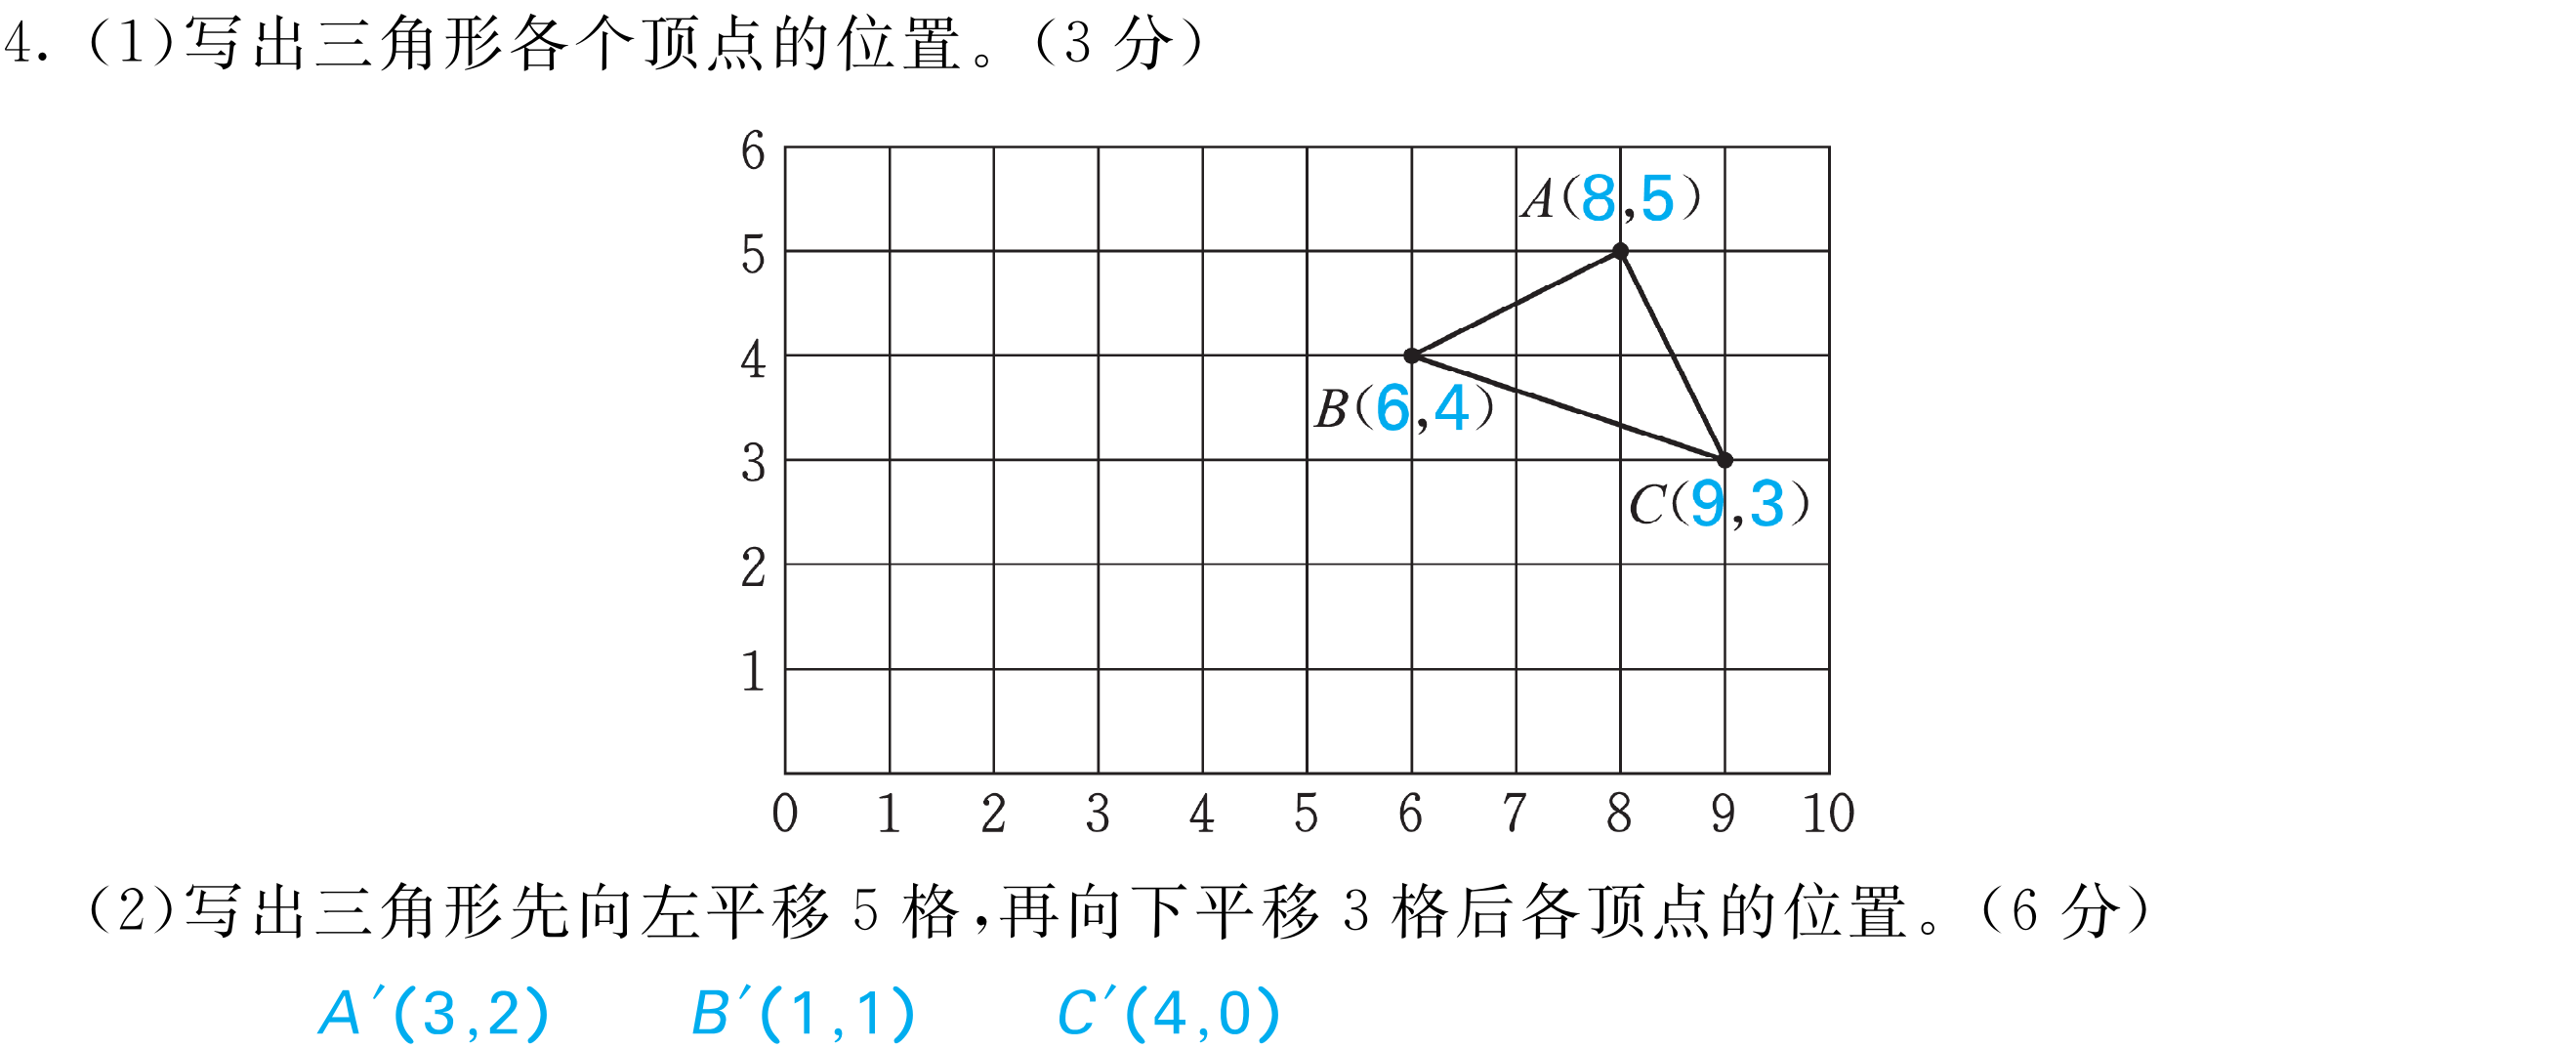 4. (1)写出三角形各个顶点的位置。(3 分)
6
A(8,5)
5
4
B(6,4)
3
C(9,3)
2
1
0 1 2 3 4 5 6 7 8 9 10
(2)写出三角形先向左平移 5 格,再向下平移 3 格后各顶点的位置。(6 分)
A′(3,2) B′(1,1) C′(4,0)